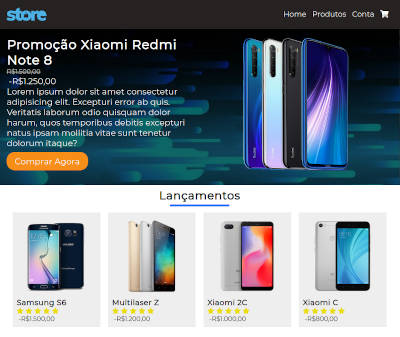 store
Home Produtos Conta
Promoção Xiaomi Redmi
Note 8
R$1.500,00
-R$1.250,00
Lorem ipsum dolor sit amet consectetur
adipisicing elit. Excepturi error ab quis.
Veritatis laborum odio quisquam dolor
harum, quos temporibus debitis excepturi
natus ipsam mollitia vitae sunt tenetur
dolorum itaque?
Comprar Agora
Lançamentos
Samsung S6
-R$1.500,00
Multilaser Z
-R$1.200,00
Xiaomi 2C
-R$1.000,00
Xiaomi C
-R$800,00